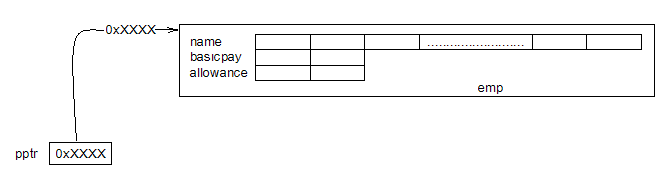 0xXXXX
name
..........................
basicpay
allowance
emp
pptr 0xXXXX